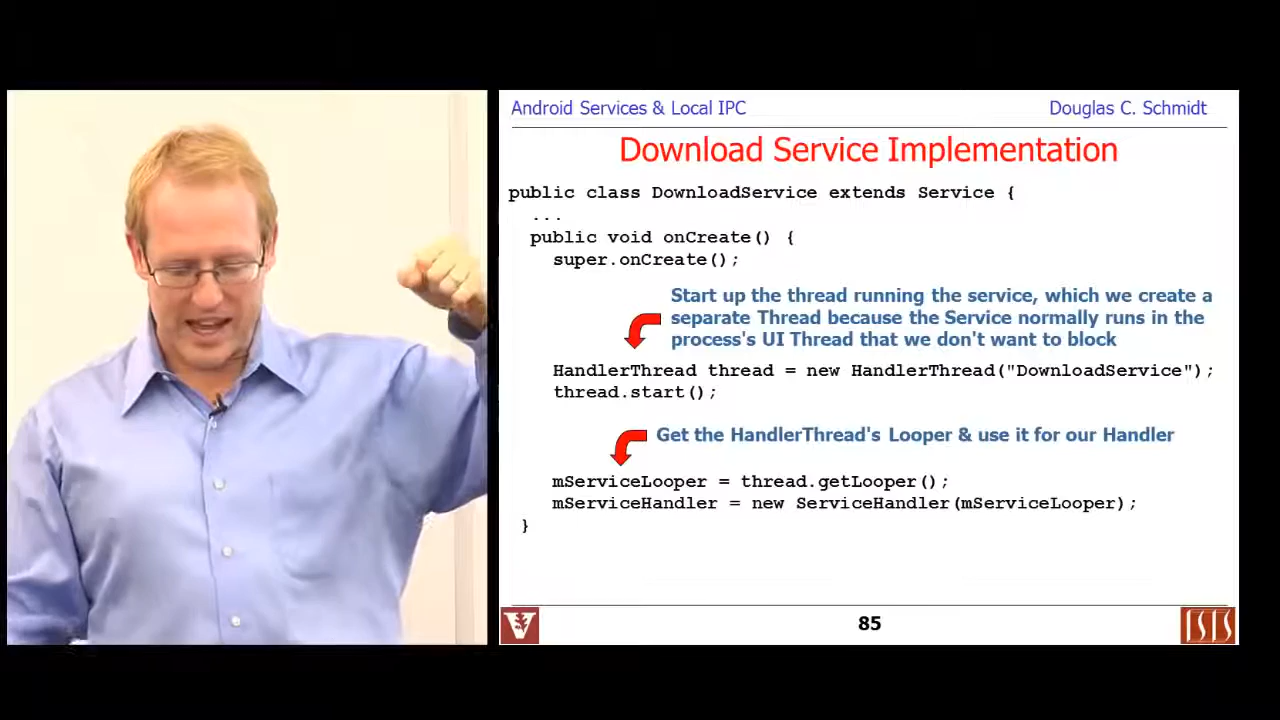 Android Services & Local IPC
Douglas C. Schmidt
Download Service Implementation
public class DownloadService extends Service {
...
public void onCreate() {
super.onCreate();
Start up the thread running the service, which we create a
separate Thread because the Service normally runs in the
process's UI Thread that we don't want to block
HandlerThread thread = new HandlerThread("DownloadService");
thread.start();
Get the HandlerThread's Looper & use it for our Handler
mServiceLooper = thread.getLooper();
mServiceHandler = new ServiceHandler(mServiceLooper);
}
V
85
ISIS